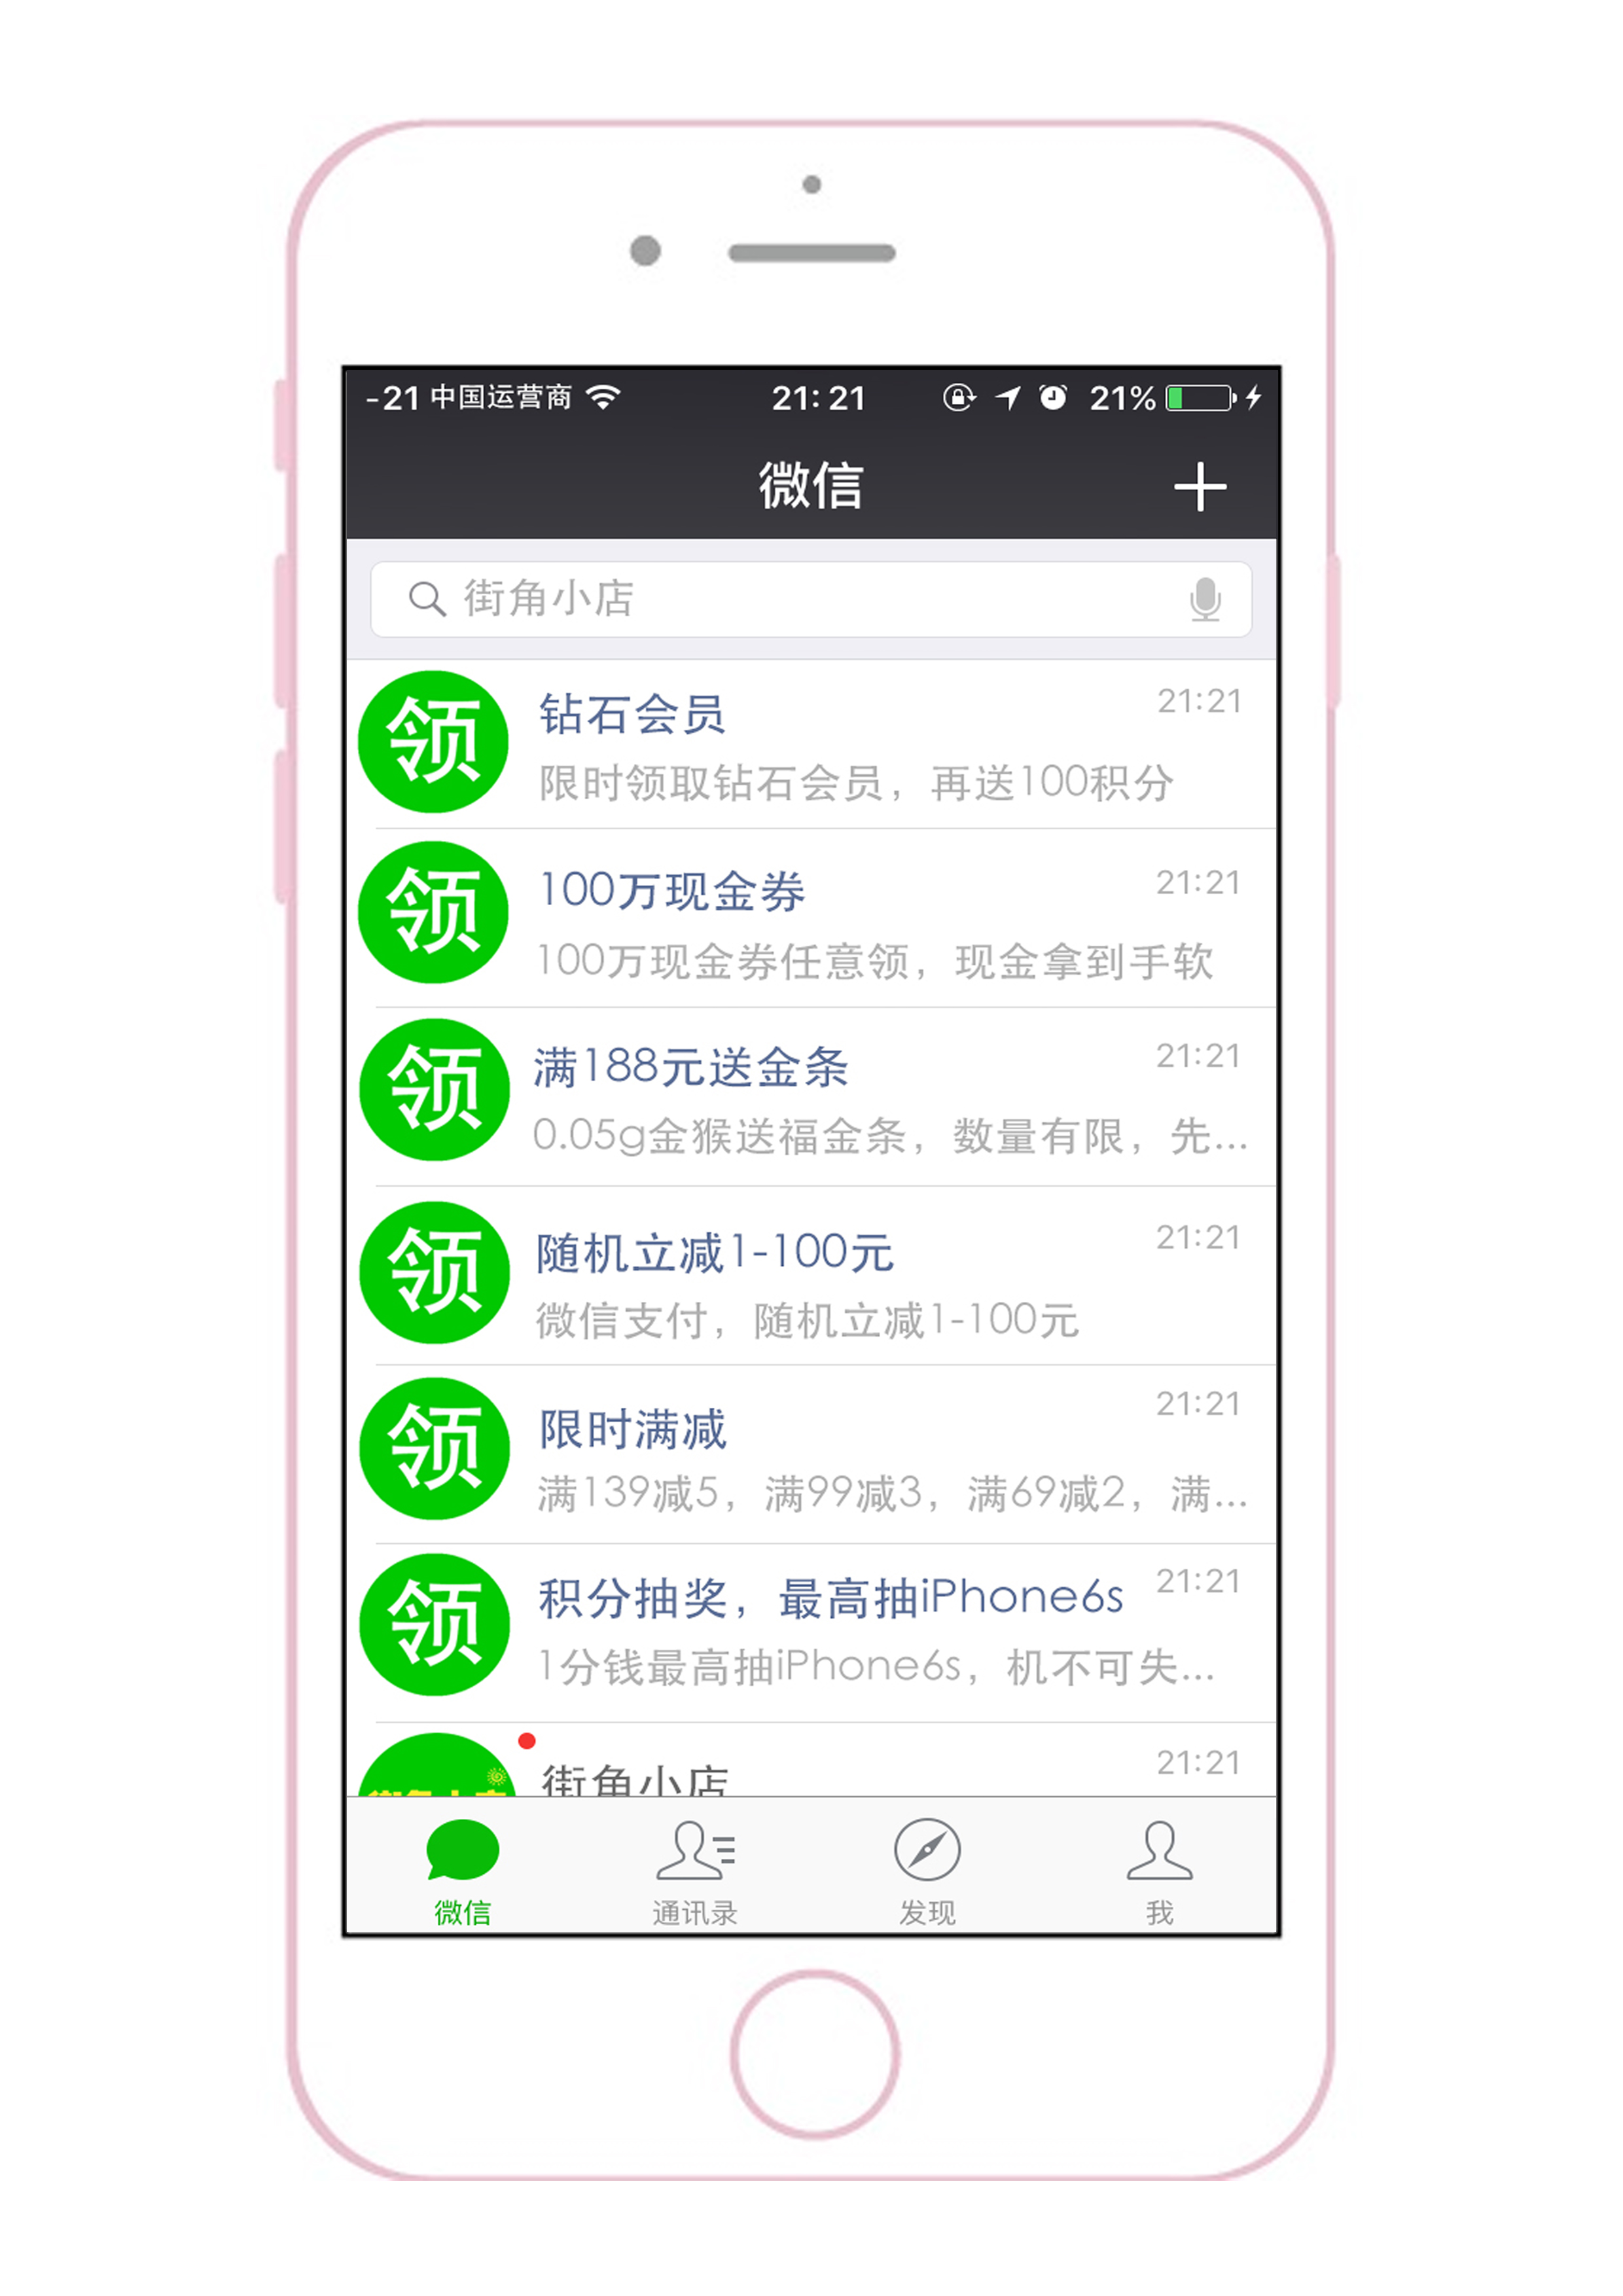 -21 中国运营商 21:21 21%
微信
街角小店
领 钻石会员 21:21
限时领取钻石会员，再送100积分
领 100万现金券 21:21
100万现金券任意领，现金拿到手软
领 满188元送金条 21:21
0.05g金猴送福金条，数量有限，先...
领 随机立减1-100元 21:21
微信支付，随机立减1-100元
领 限时满减 21:21
满139减5，满99减3，满69减2，满...
领 积分抽奖，最高抽iPhone6s 21:21
1分钱最高抽iPhone6s，机不可失...
街角小店 21:21
微信 通讯录 发现 我